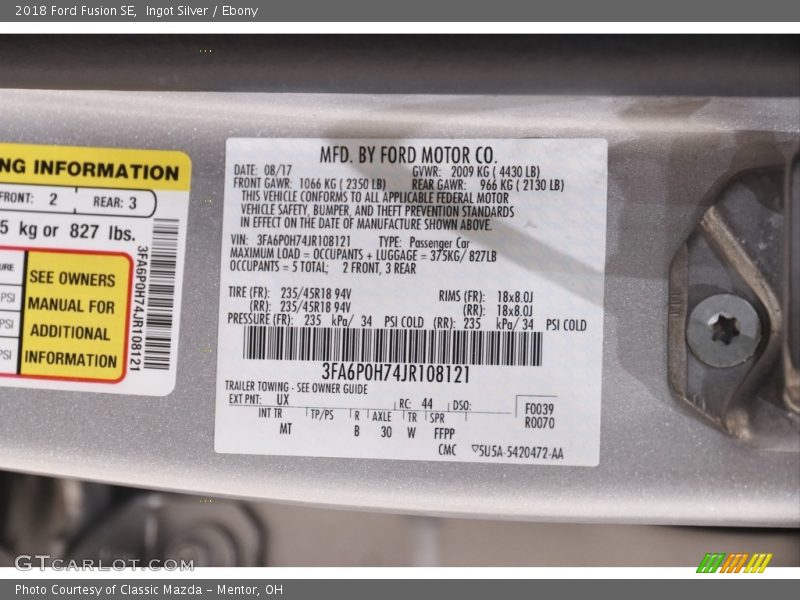 2018 Ford Fusion SE,  Ingot Silver / Ebony
NG INFORMATION
FRONT: 2 REAR: 3
5 kg or 827 lbs.
SEE OWNERS
MANUAL FOR
ADDITIONAL
INFORMATION
URE
PSI
PSI
PSI
3FA6P0H74JR108121
MFD. BY FORD MOTOR CO.
DATE: 08/17 GVWR: 2009 KG ( 4430 LB)
FRONT GAWR: 1066 KG ( 2350 LB) REAR GAWR: 966 KG ( 2130 LB)
THIS VEHICLE CONFORMS TO ALL APPLICABLE FEDERAL MOTOR
VEHICLE SAFETY, BUMPER, AND THEFT PREVENTION STANDARDS
IN EFFECT ON THE DATE OF MANUFACTURE SHOWN ABOVE.
VIN: 3FA6P0H74JR108121 TYPE: Passenger Car
MAXIMUM LOAD = OCCUPANTS + LUGGAGE = 375KG/ 827LB
OCCUPANTS = 5 TOTAL; 2 FRONT, 3 REAR
TIRE (FR): 235/45R18 94V RIMS (FR): 18x8.0J
(RR): 235/45R18 94V (RR): 18x8.0J
PRESSURE (FR): 235 kPa/ 34 PSI COLD (RR): 235 kPa/ 34 PSI COLD
3FA6P0H74JR108121
TRAILER TOWING - SEE OWNER GUIDE
EXT PNT: UX RC: 44 DSO: F0039
INT TR TP/PS R AXLE TR SPR R0070
MT B 30 W FFPP
CMC ▽5U5A-5420472-AA
GTCARLOT.COM
Photo Courtesy of Classic Mazda - Mentor, OH